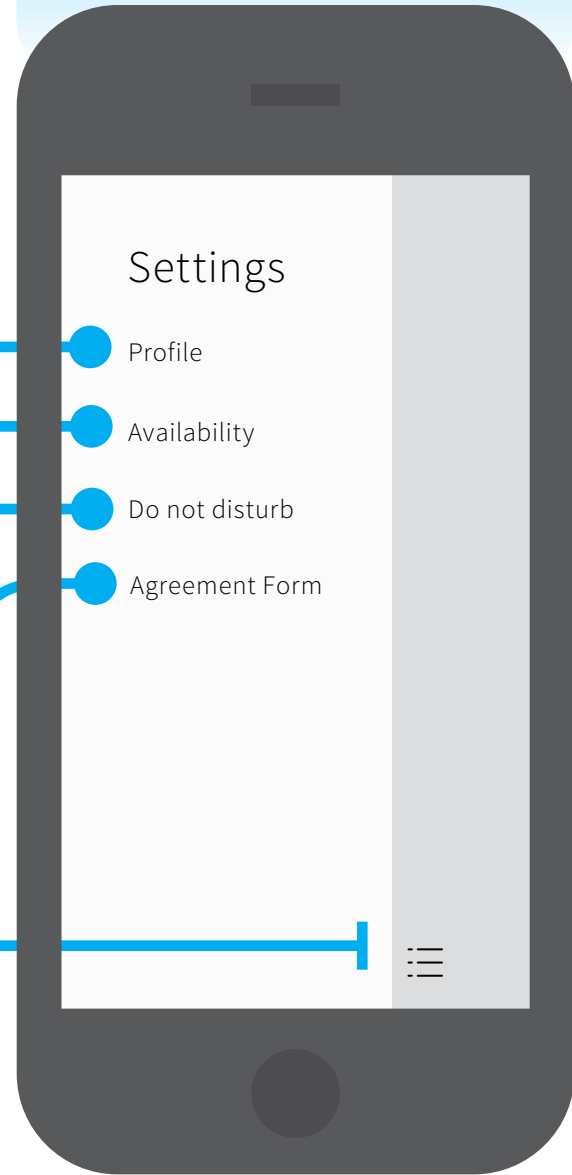 Settings
Profile
Availability
Do not disturb
Agreement Form